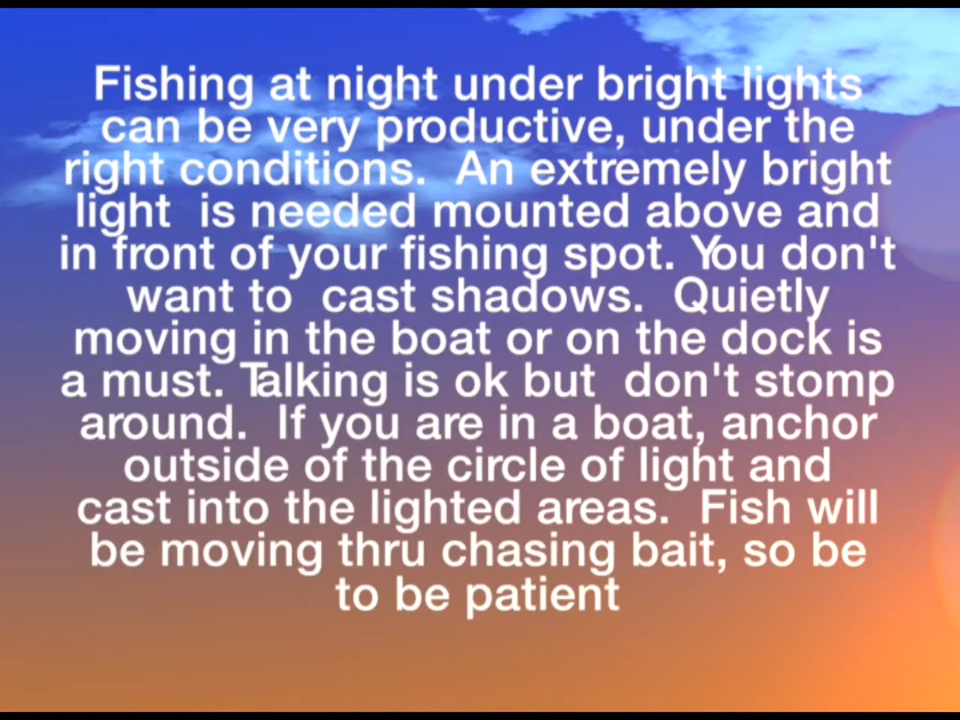 Fishing at night under bright lights
can be very productive, under the
right conditions.  An extremely bright
light  is needed mounted above and
in front of your fishing spot. You don't
want to  cast shadows.  Quietly
moving in the boat or on the dock is
a must. Talking is ok but  don't stomp
around.  If you are in a boat, anchor
outside of the circle of light and
cast into the lighted areas.  Fish will
be moving thru chasing bait, so be
to be patient